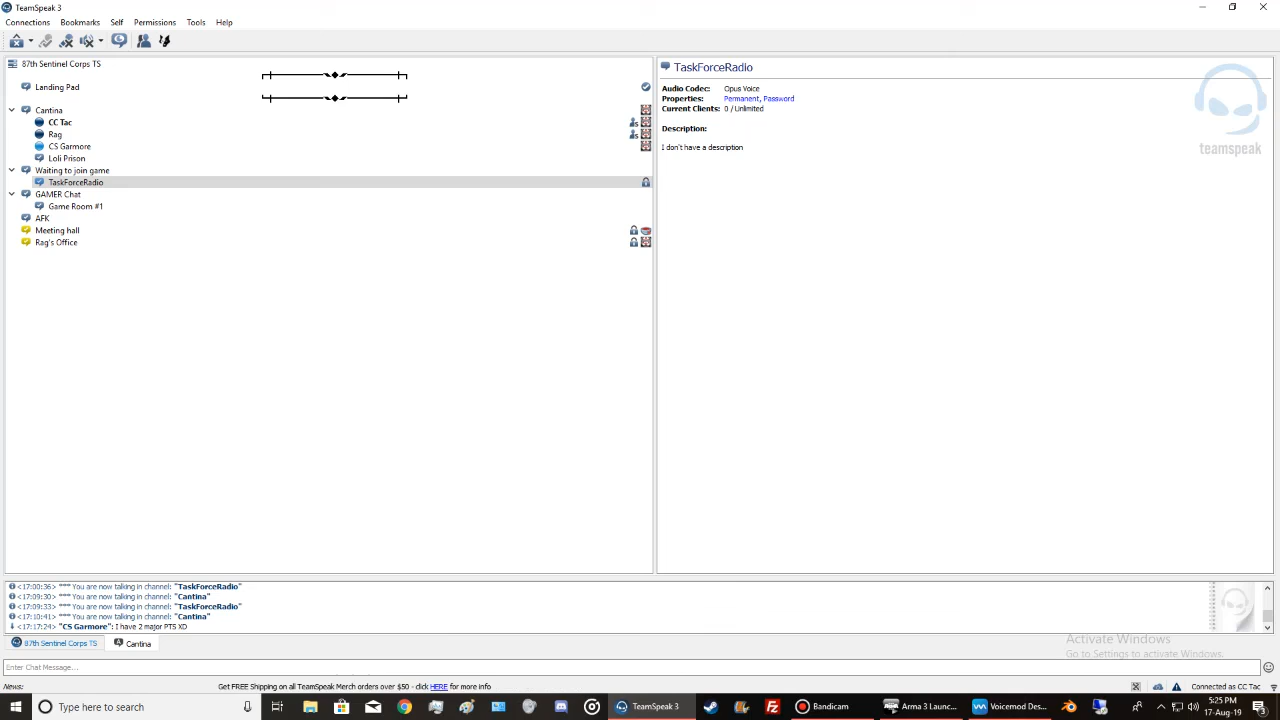 TeamSpeak 3
Connections Bookmarks Self Permissions Tools Help
87th Sentinel Corps TS
Landing Pad
Cantina
CC Tac
Rag
CS Garmore
Loli Prison
Waiting to join game
TaskForceRadio
GAMER Chat
Game Room #1
AFK
Meeting hall
Rag's Office
TaskForceRadio
Audio Codec: Opus Voice
Properties: Permanent, Password
Current Clients: 0 / Unlimited
Description:
I don't have a description
teamspeak
<17:00:36> *** You are now talking in channel: "TaskForceRadio"
<17:09:30> *** You are now talking in channel: "Cantina"
<17:09:33> *** You are now talking in channel: "TaskForceRadio"
<17:10:41> *** You are now talking in channel: "Cantina"
<17:17:24> "CS Garmore": I have 2 major PTS XD
87th Sentinel Corps TS Cantina
Activate Windows
Go to Settings to activate Windows.
Enter Chat Message...
News: Get FREE Shipping on all TeamSpeak Merch orders over $50 - click HERE for more info
Connected as CC Tac
Type here to search
TeamSpeak 3
Bandicam
Arma 3 Launc...
Voicemod Des...
5:25 PM
17-Aug-19